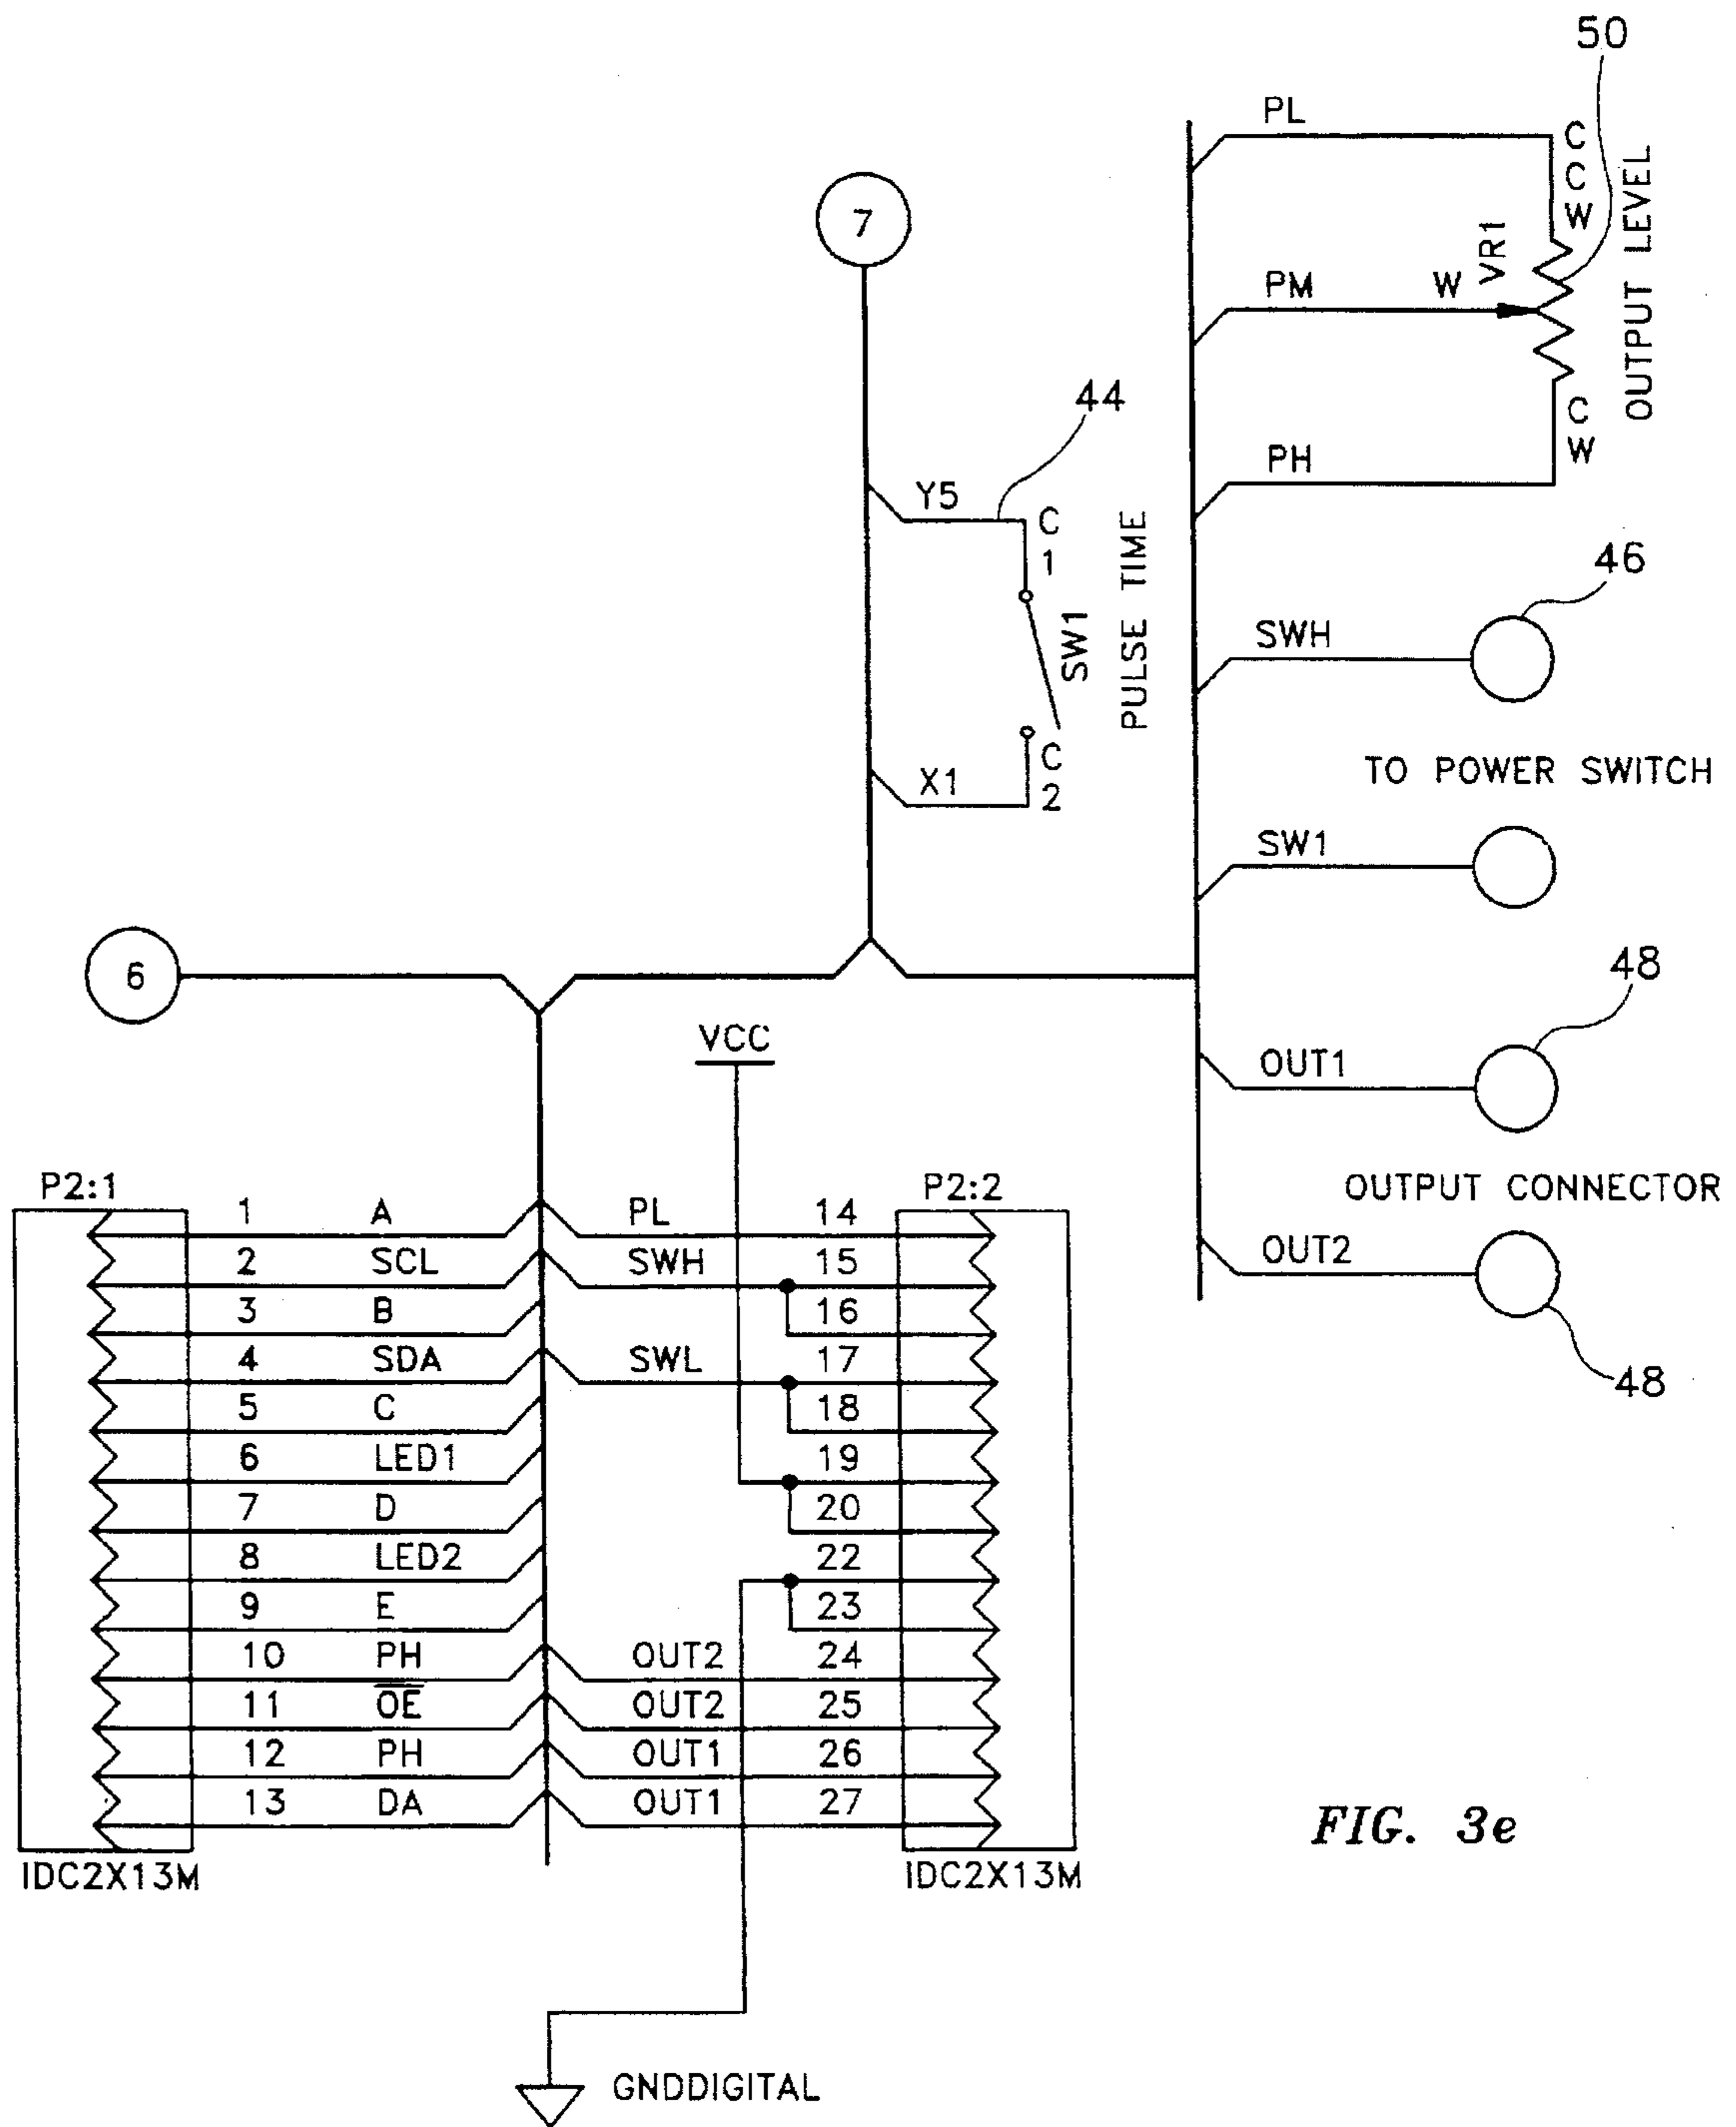 50
PL
C
C
W
OUTPUT LEVEL
7
VR1
PM W
C
W
PH
44
Y5
C
1
PULSE TIME
46
SW1
SWH
C
2
X1
TO POWER SWITCH
SW1
6
48
VCC
OUT1
P2:1
P2:2
OUTPUT CONNECTOR
1 A PL 14
2 SCL SWH 15
OUT2
3 B 16
4 SDA SWL 17
48
5 C 18
6 LED1 19
7 D 20
8 LED2 22
9 E 23
10 PH OUT2 24
11 O̅E̅ OUT2 25
12 PH OUT1 26
13 DA OUT1 27
FIG. 3e
IDC2X13M
IDC2X13M
GNDDIGITAL